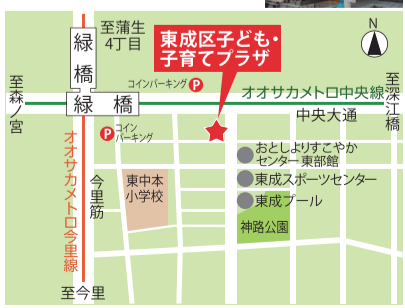 至蒲生
4丁目
東成区子ども・
子育てプラザ
N
緑橋
コインパーキング P
オオサカメトロ中央線
至森ノ宮
緑橋
中央大通
至深江橋
P コイン
パーキング
おとしよりすこやか
センター東部館
東成スポーツセンター
東成プール
オオサカメトロ今里線
今里筋
東中本
小学校
神路公園
至今里